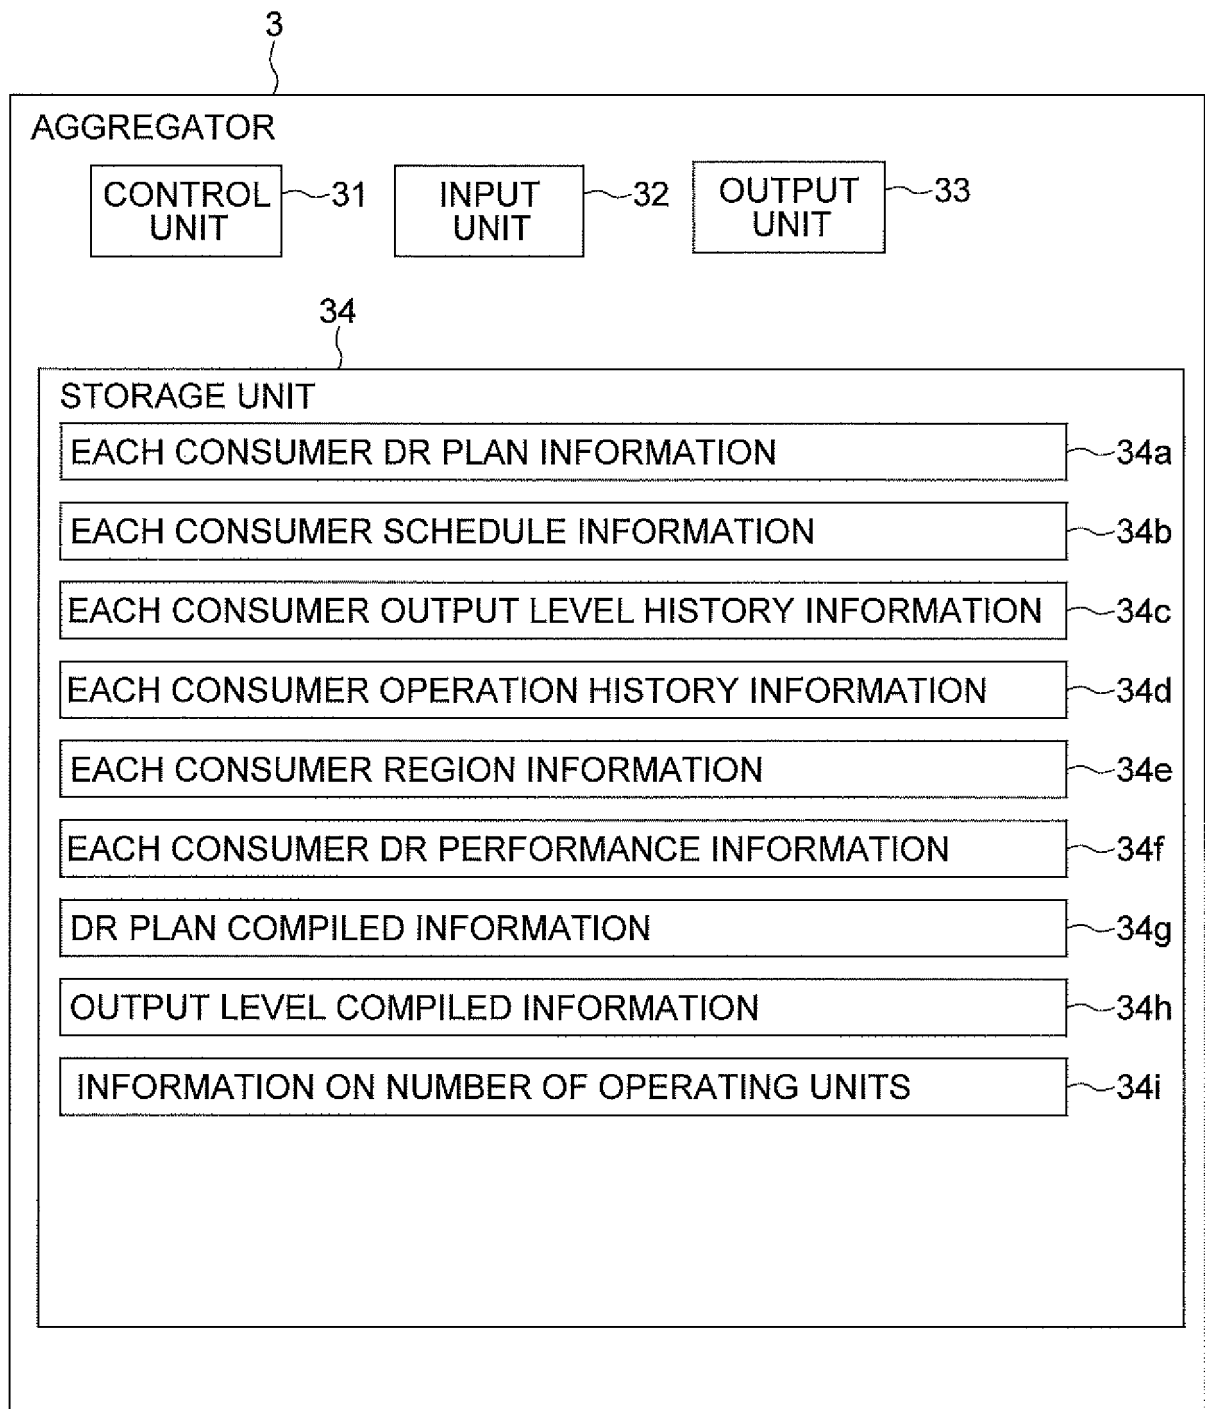 3
AGGREGATOR
CONTROL
UNIT
31
INPUT
UNIT
32
OUTPUT
UNIT
33
34
STORAGE UNIT
EACH CONSUMER DR PLAN INFORMATION
34a
EACH CONSUMER SCHEDULE INFORMATION
34b
EACH CONSUMER OUTPUT LEVEL HISTORY INFORMATION
34c
EACH CONSUMER OPERATION HISTORY INFORMATION
34d
EACH CONSUMER REGION INFORMATION
34e
EACH CONSUMER DR PERFORMANCE INFORMATION
34f
DR PLAN COMPILED INFORMATION
34g
OUTPUT LEVEL COMPILED INFORMATION
34h
INFORMATION ON NUMBER OF OPERATING UNITS
34i